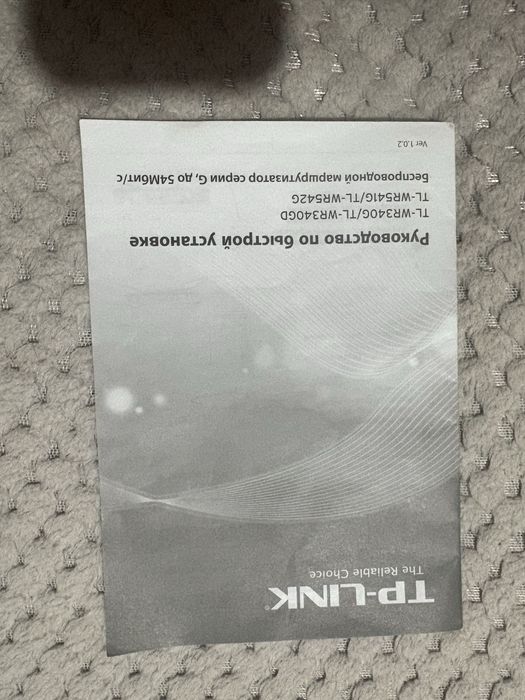 TP-LINK®
The Reliable Choice
Руководство по быстрой установке
TL-WR340G/TL-WR340GD
TL-WR541G/TL-WR542G
Беспроводной маршрутизатор серии G, до 54Мбит/с
Ver 1.0.2